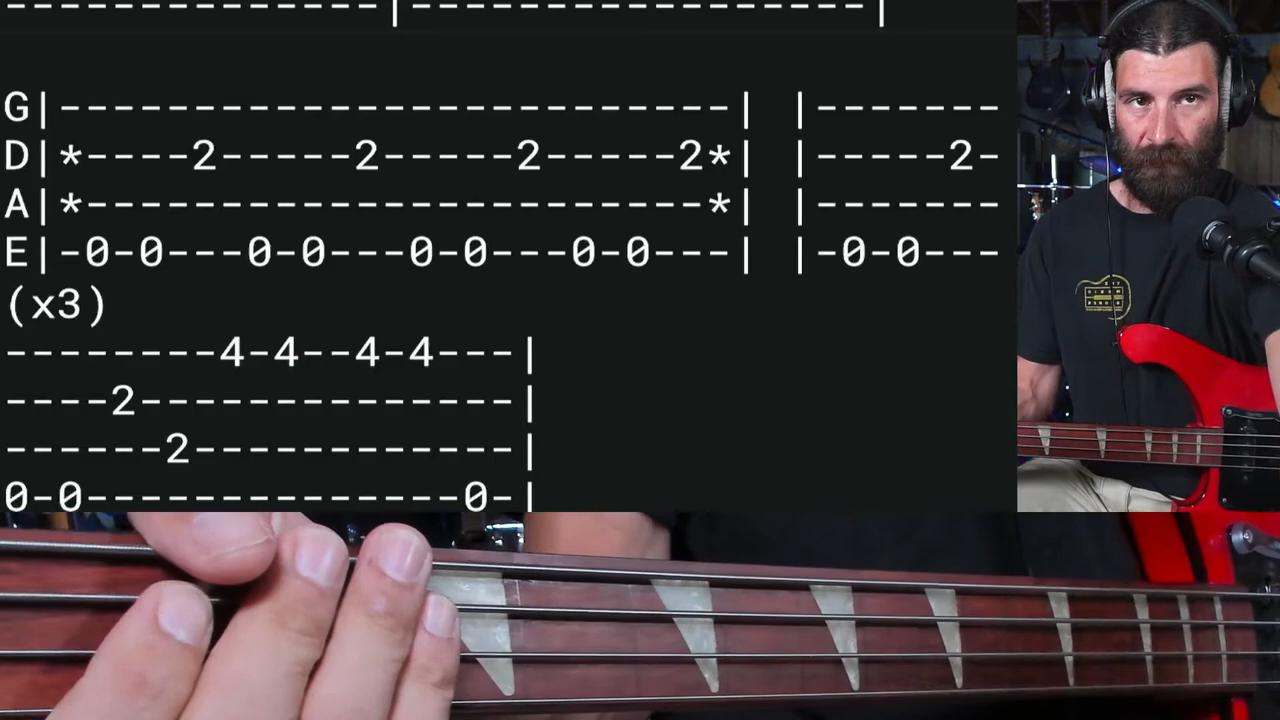 ----------------|-------------------|
G|-------------------------| |-------
D|*----2-----2-----2-----2*| |-----2-
A|*-----------------------*| |-------
E|-0-0---0-0---0-0---0-0---| |-0-0---
(x3)
--------4-4--4-4---|
----2--------------|
------2------------|
0-0--------------0-|